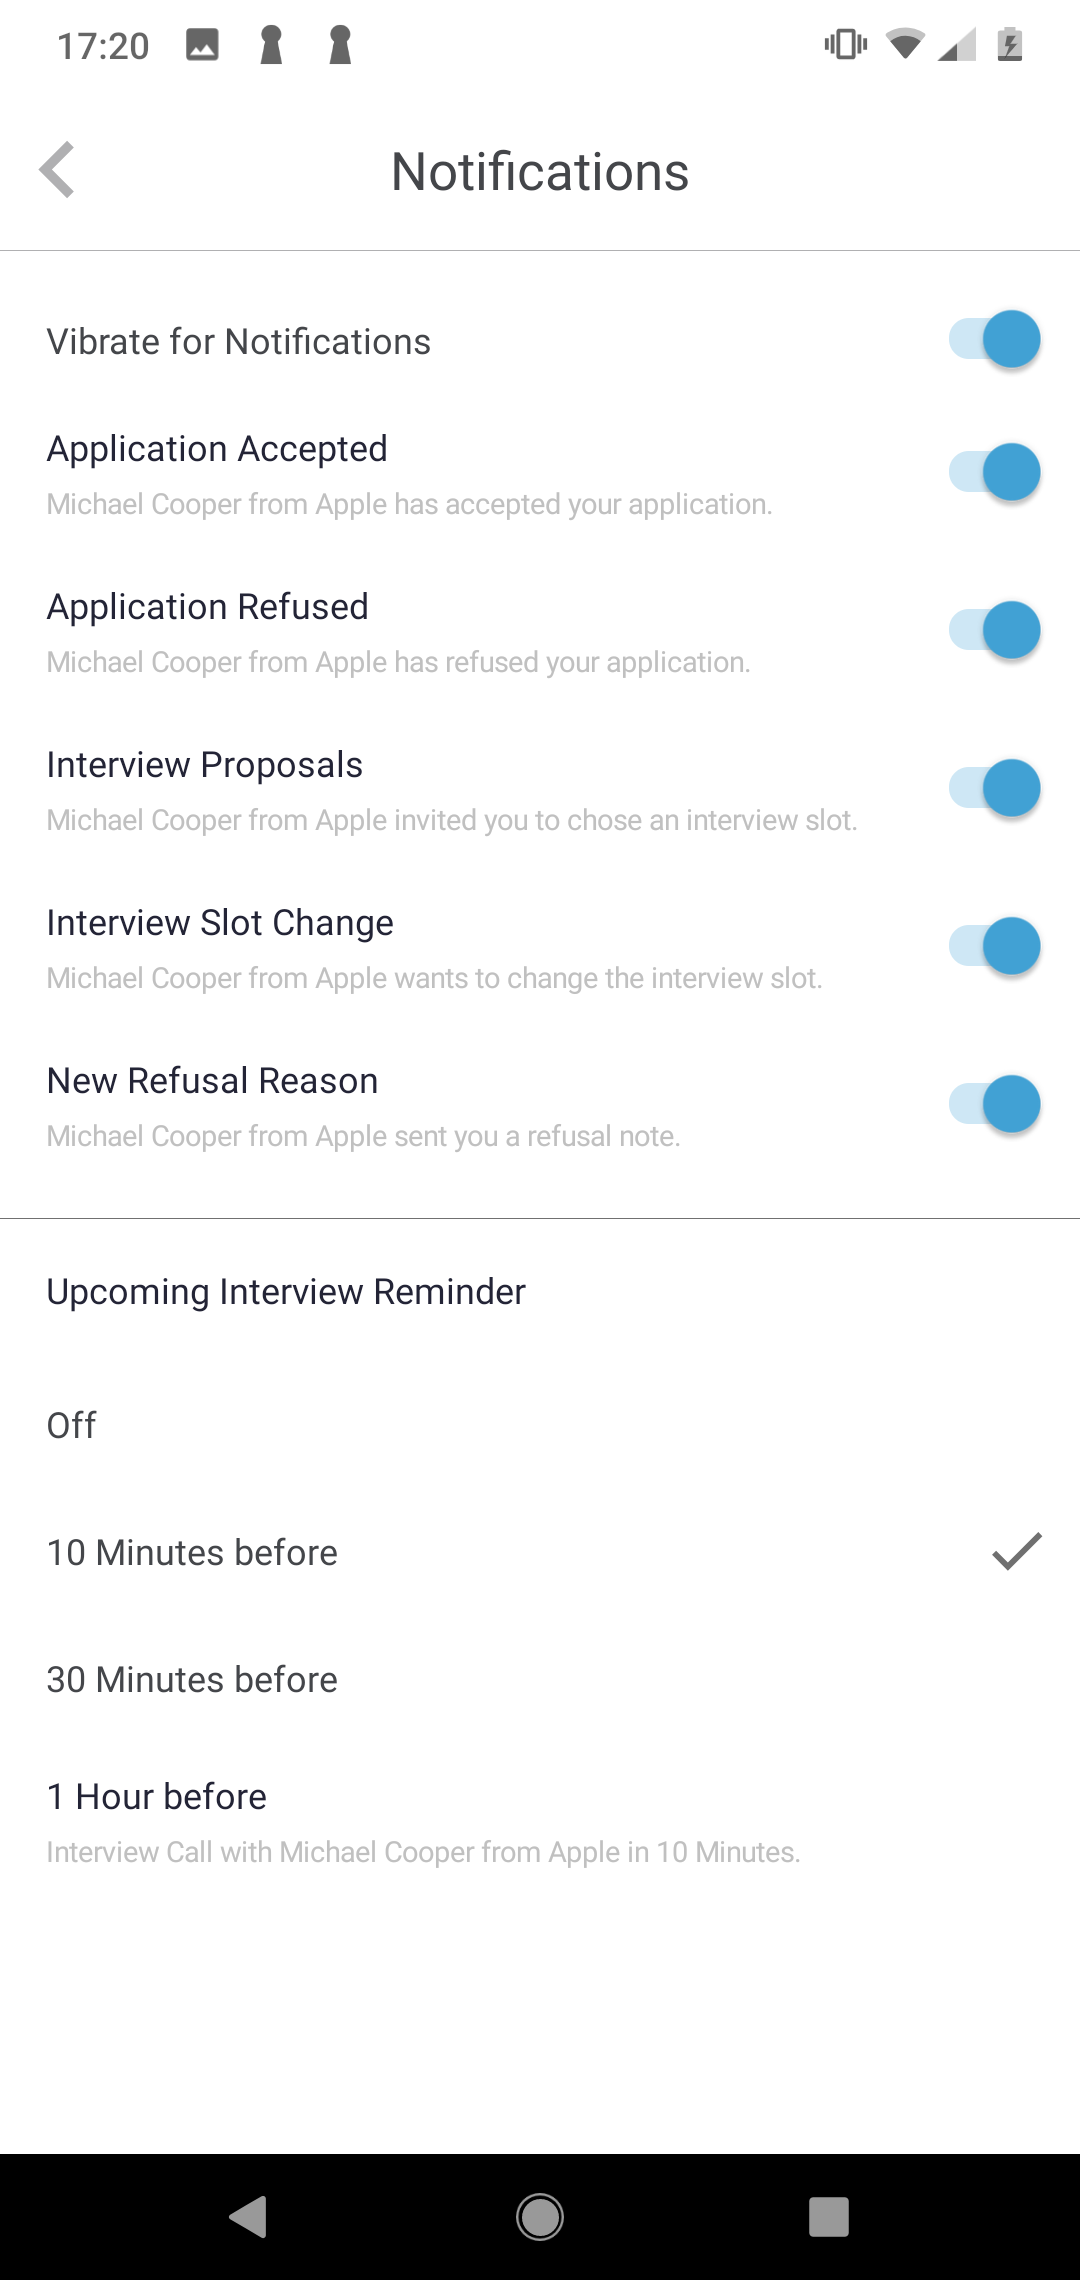 17:20
Notifications
Vibrate for Notifications
Application Accepted
Michael Cooper from Apple has accepted your application.
Application Refused
Michael Cooper from Apple has refused your application.
Interview Proposals
Michael Cooper from Apple invited you to chose an interview slot.
Interview Slot Change
Michael Cooper from Apple wants to change the interview slot.
New Refusal Reason
Michael Cooper from Apple sent you a refusal note.
Upcoming Interview Reminder
Off
10 Minutes before
30 Minutes before
1 Hour before
Interview Call with Michael Cooper from Apple in 10 Minutes.